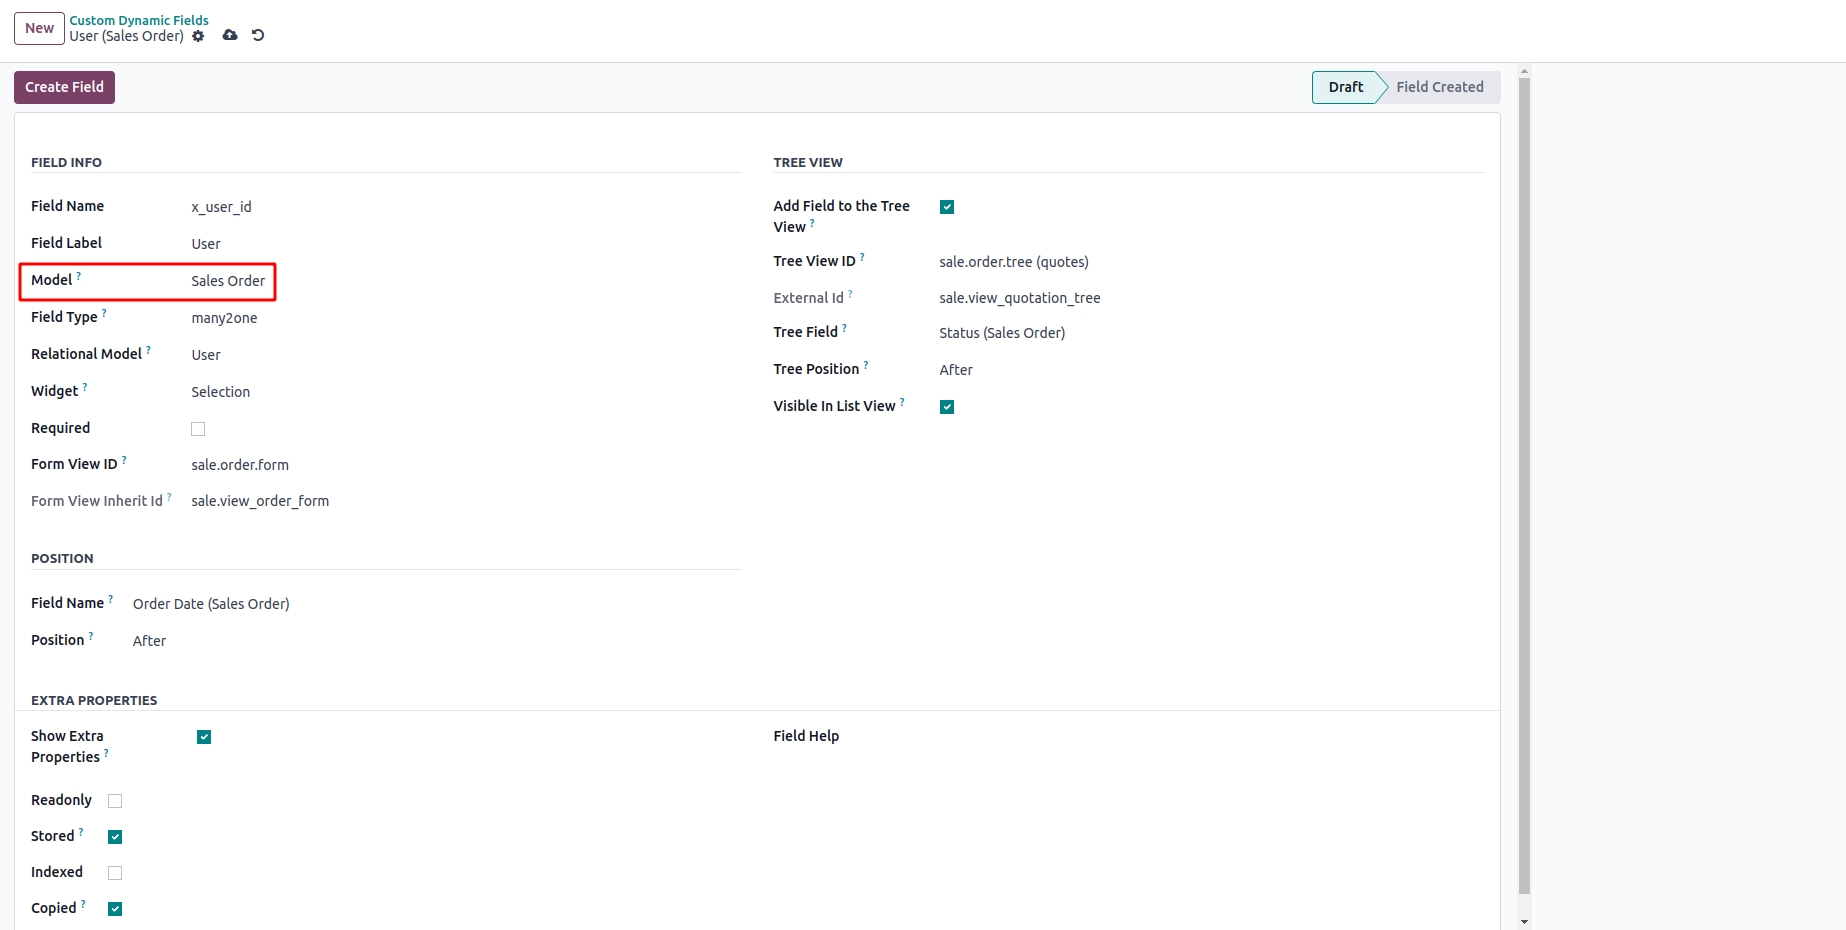 New
Custom Dynamic Fields
User (Sales Order)
Create Field
Draft
Field Created
FIELD INFO
Field Name x_user_id
Field Label User
Model ? Sales Order
Field Type ? many2one
Relational Model ? User
Widget ? Selection
Required
Form View ID ? sale.order.form
Form View Inherit Id ? sale.view_order_form
TREE VIEW
Add Field to the Tree
View ?
Tree View ID ? sale.order.tree (quotes)
External Id ? sale.view_quotation_tree
Tree Field ? Status (Sales Order)
Tree Position ? After
Visible In List View ?
POSITION
Field Name ? Order Date (Sales Order)
Position ? After
EXTRA PROPERTIES
Show Extra
Properties ?
Field Help
Readonly
Stored ?
Indexed
Copied ?